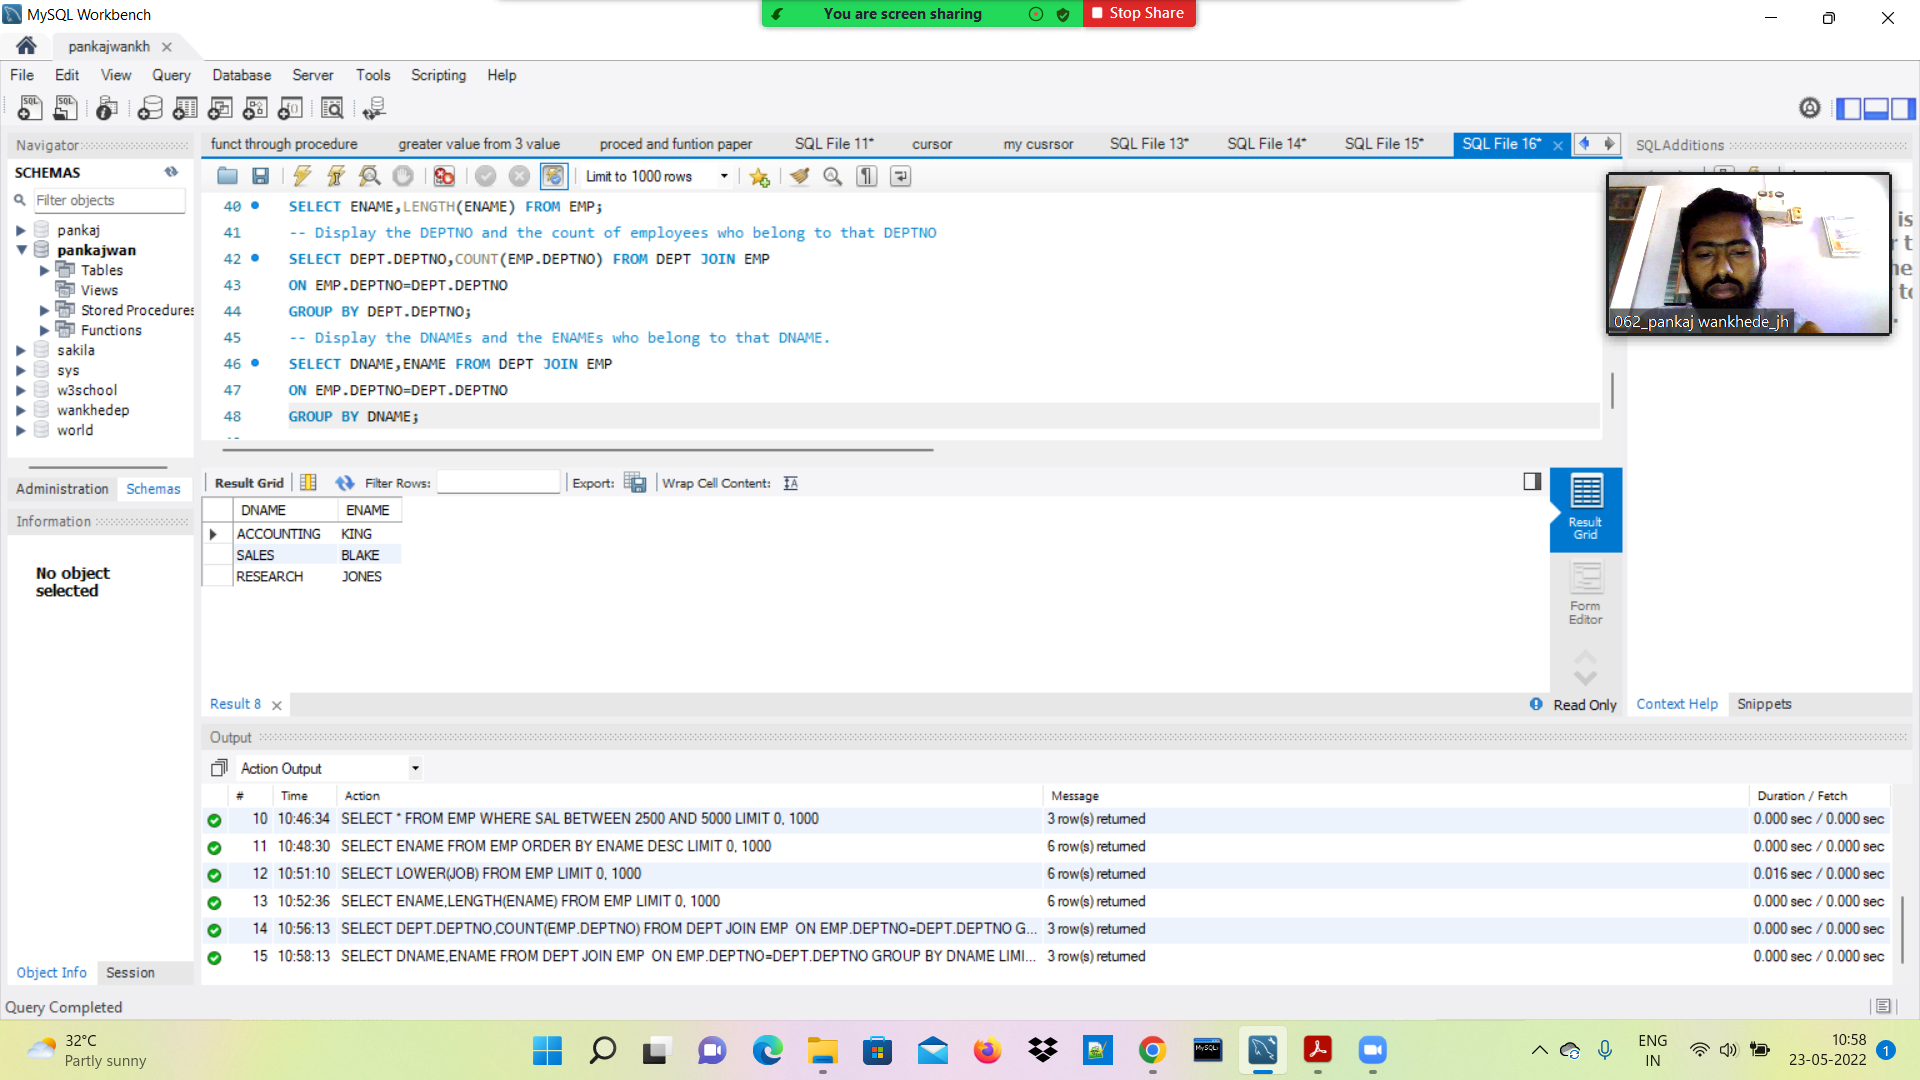 MySQL Workbench
You are screen sharing
Stop Share
pankajwankh
File Edit View Query Database Server Tools Scripting Help
Navigator
SCHEMAS
Filter objects
pankaj
pankajwan
Tables
Views
Stored Procedures
Functions
sakila
sys
w3school
wankhedep
world
Administration Schemas
Information
No object
selected
Object Info Session
funct through procedure greater value from 3 value proced and funtion paper SQL File 11* cursor my cusrsor SQL File 13* SQL File 14* SQL File 15* SQL File 16*
Limit to 1000 rows
40 SELECT ENAME,LENGTH(ENAME) FROM EMP;
41 -- Display the DEPTNO and the count of employees who belong to that DEPTNO
42 SELECT DEPT.DEPTNO,COUNT(EMP.DEPTNO) FROM DEPT JOIN EMP
43 ON EMP.DEPTNO=DEPT.DEPTNO
44 GROUP BY DEPT.DEPTNO;
45 -- Display the DNAMEs and the ENAMEs who belong to that DNAME.
46 SELECT DNAME,ENAME FROM DEPT JOIN EMP
47 ON EMP.DEPTNO=DEPT.DEPTNO
48 GROUP BY DNAME;
Result Grid Filter Rows: Export: Wrap Cell Content:
DNAME ENAME
ACCOUNTING KING
SALES BLAKE
RESEARCH JONES
Result
Grid
Form
Editor
Result 8
Read Only
SQLAdditions
062_pankaj wankhede_jh
Context Help Snippets
Output
Action Output
# Time Action Message Duration / Fetch
10 10:46:34 SELECT * FROM EMP WHERE SAL BETWEEN 2500 AND 5000 LIMIT 0, 1000 3 row(s) returned 0.000 sec / 0.000 sec
11 10:48:30 SELECT ENAME FROM EMP ORDER BY ENAME DESC LIMIT 0, 1000 6 row(s) returned 0.000 sec / 0.000 sec
12 10:51:10 SELECT LOWER(JOB) FROM EMP LIMIT 0, 1000 6 row(s) returned 0.016 sec / 0.000 sec
13 10:52:36 SELECT ENAME,LENGTH(ENAME) FROM EMP LIMIT 0, 1000 6 row(s) returned 0.000 sec / 0.000 sec
14 10:56:13 SELECT DEPT.DEPTNO,COUNT(EMP.DEPTNO) FROM DEPT JOIN EMP ON EMP.DEPTNO=DEPT.DEPTNO G... 3 row(s) returned 0.000 sec / 0.000 sec
15 10:58:13 SELECT DNAME,ENAME FROM DEPT JOIN EMP ON EMP.DEPTNO=DEPT.DEPTNO GROUP BY DNAME LIMI... 3 row(s) returned 0.000 sec / 0.000 sec
Query Completed
32°C
Partly sunny
ENG
IN
10:58
23-05-2022
1